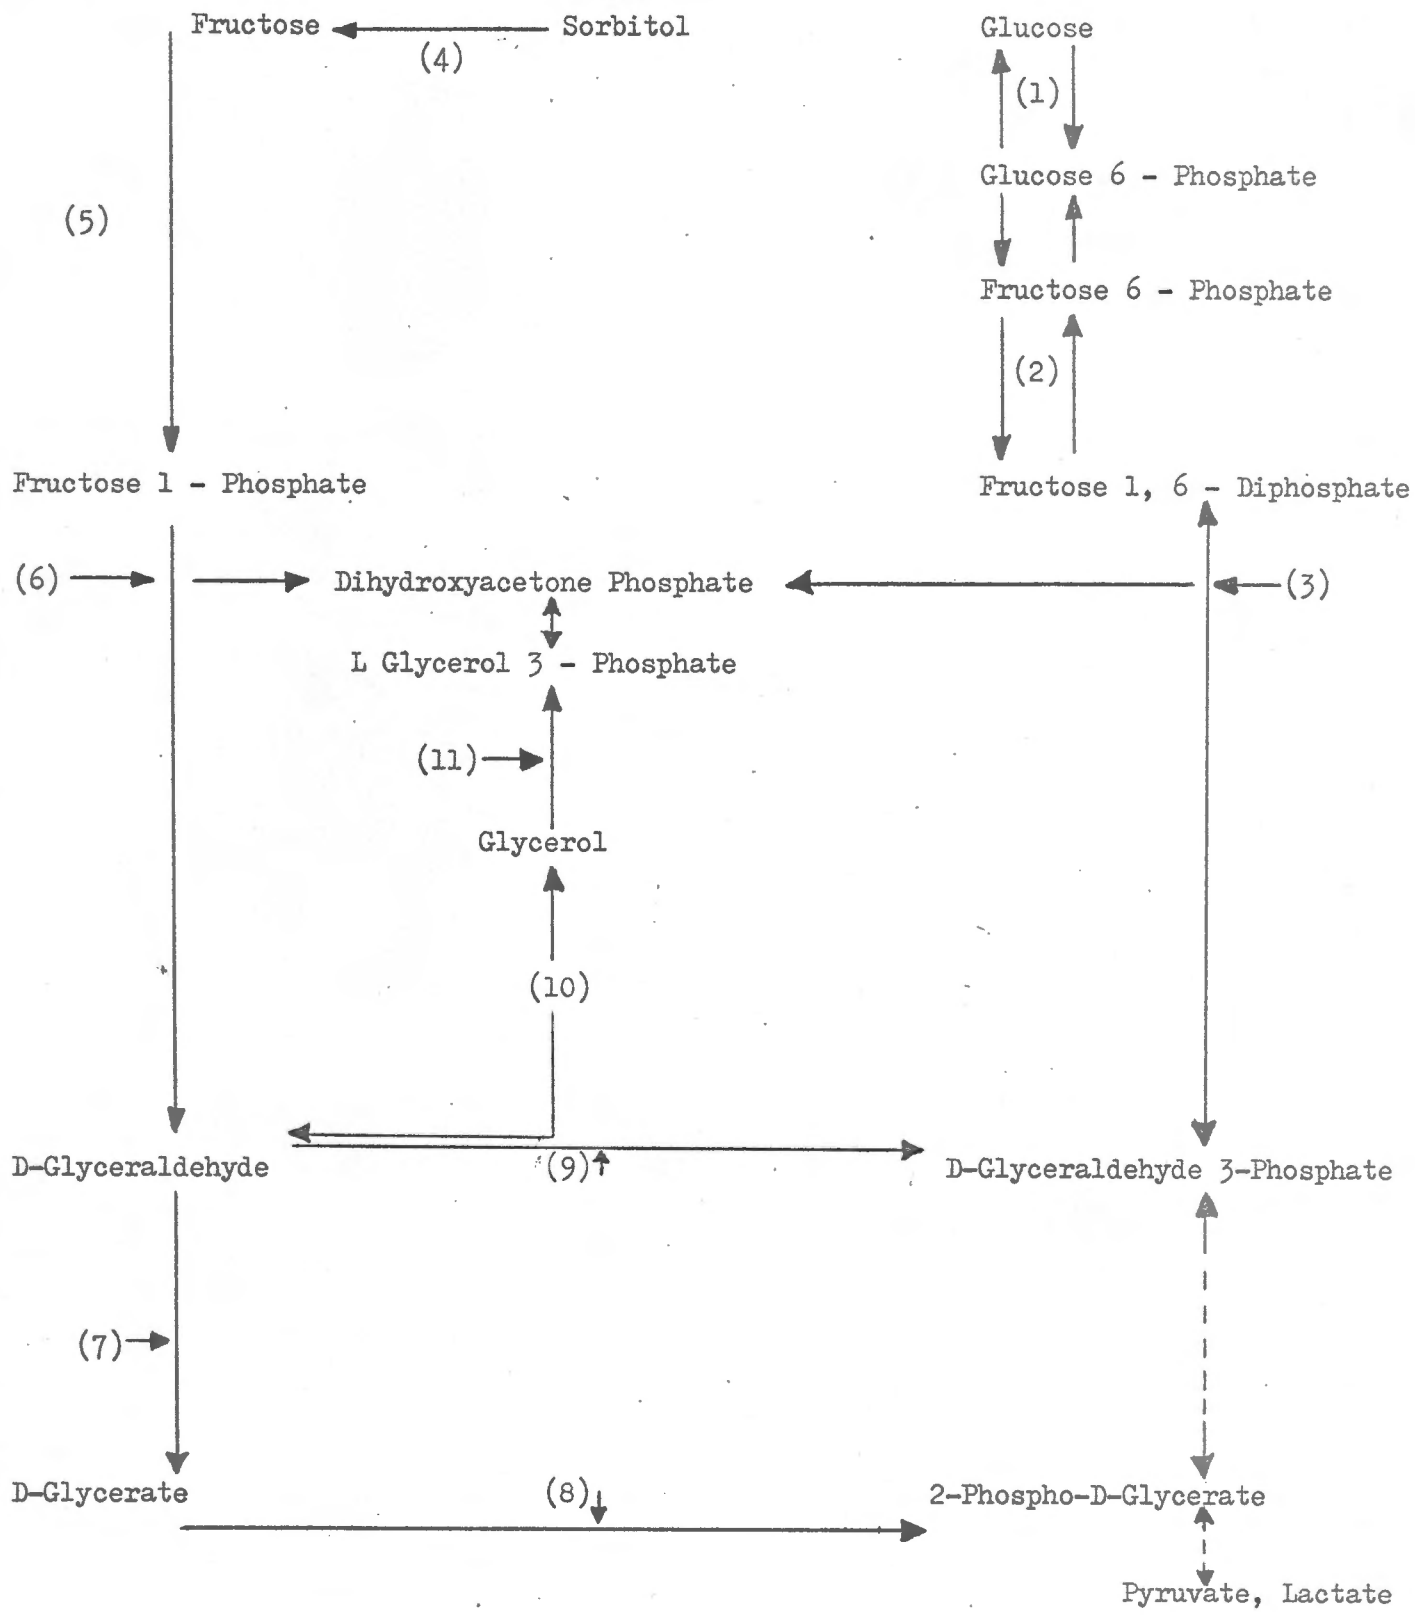 Fructose
Sorbitol
Glucose
(4)
(1)
Glucose 6 - Phosphate
(5)
Fructose 6 - Phosphate
(2)
Fructose 1 - Phosphate
Fructose 1, 6 - Diphosphate
(6)
Dihydroxyacetone Phosphate
(3)
L Glycerol 3 - Phosphate
(11)
Glycerol
(10)
D-Glyceraldehyde
(9)
D-Glyceraldehyde 3-Phosphate
(7)
D-Glycerate
(8)
2-Phospho-D-Glycerate
Pyruvate, Lactate